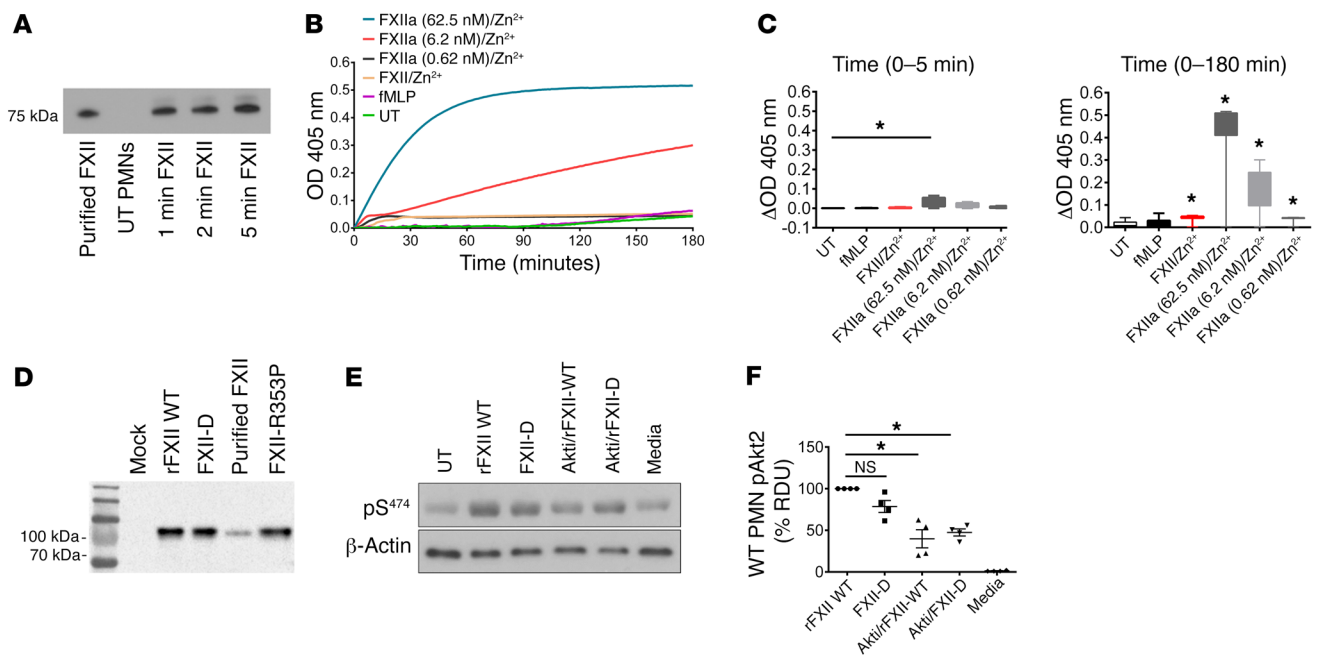 A
75 kDa
Purified FXII
UT PMNs
1 min FXII
2 min FXII
5 min FXII
B
FXIIa (62.5 nM)/Zn²⁺
FXIIa (6.2 nM)/Zn²⁺
FXIIa (0.62 nM)/Zn²⁺
FXII/Zn²⁺
fMLP
UT
OD 405 nm
0.6
0.5
0.4
0.3
0.2
0.1
0.0
0
30
60
90
120
150
180
Time (minutes)
C
Time (0–5 min)
ΔOD 405 nm
0.6
0.5
0.4
0.3
0.2
0.1
0.0
-0.1
*
UT
fMLP
FXII/Zn²⁺
FXIIa (62.5 nM)/Zn²⁺
FXIIa (6.2 nM)/Zn²⁺
FXIIa (0.62 nM)/Zn²⁺
Time (0–180 min)
ΔOD 405 nm
0.6
0.5
0.4
0.3
0.2
0.1
0.0
*
*
*
*
UT
fMLP
FXII/Zn²⁺
FXIIa (62.5 nM)/Zn²⁺
FXIIa (6.2 nM)/Zn²⁺
FXIIa (0.62 nM)/Zn²⁺
D
Mock
rFXII WT
FXII-D
Purified FXII
FXII-R353P
100 kDa-
70 kDa-
E
UT
rFXII WT
FXII-D
Akti/rFXII-WT
Akti/rFXII-D
Media
pS⁴⁷⁴
β-Actin
F
WT PMN pAkt2
(% RDU)
150
100
50
0
*
*
NS
rFXII WT
FXII-D
Akti/rFXII-WT
Akti/FXII-D
Media